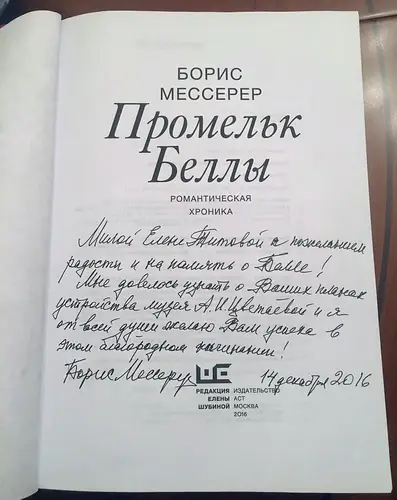 БОРИС
МЕССЕРЕР
Промельк
Беллы
РОМАНТИЧЕСКАЯ
ХРОНИКА
Милой Елене Титовой с пожеланием
радости и на память о Белле!
Мне довелось узнать о Ваших планах
устройства музея А.И Цветаевой и я
от всей души желаю Вам успеха в
этом благородном начинании!
Борис Мессерер
14 декабря 2016
РЕДАКЦИЯ
ЕЛЕНЫ
ШУБИНОЙ
ИЗДАТЕЛЬСТВО
АСТ
МОСКВА
2016